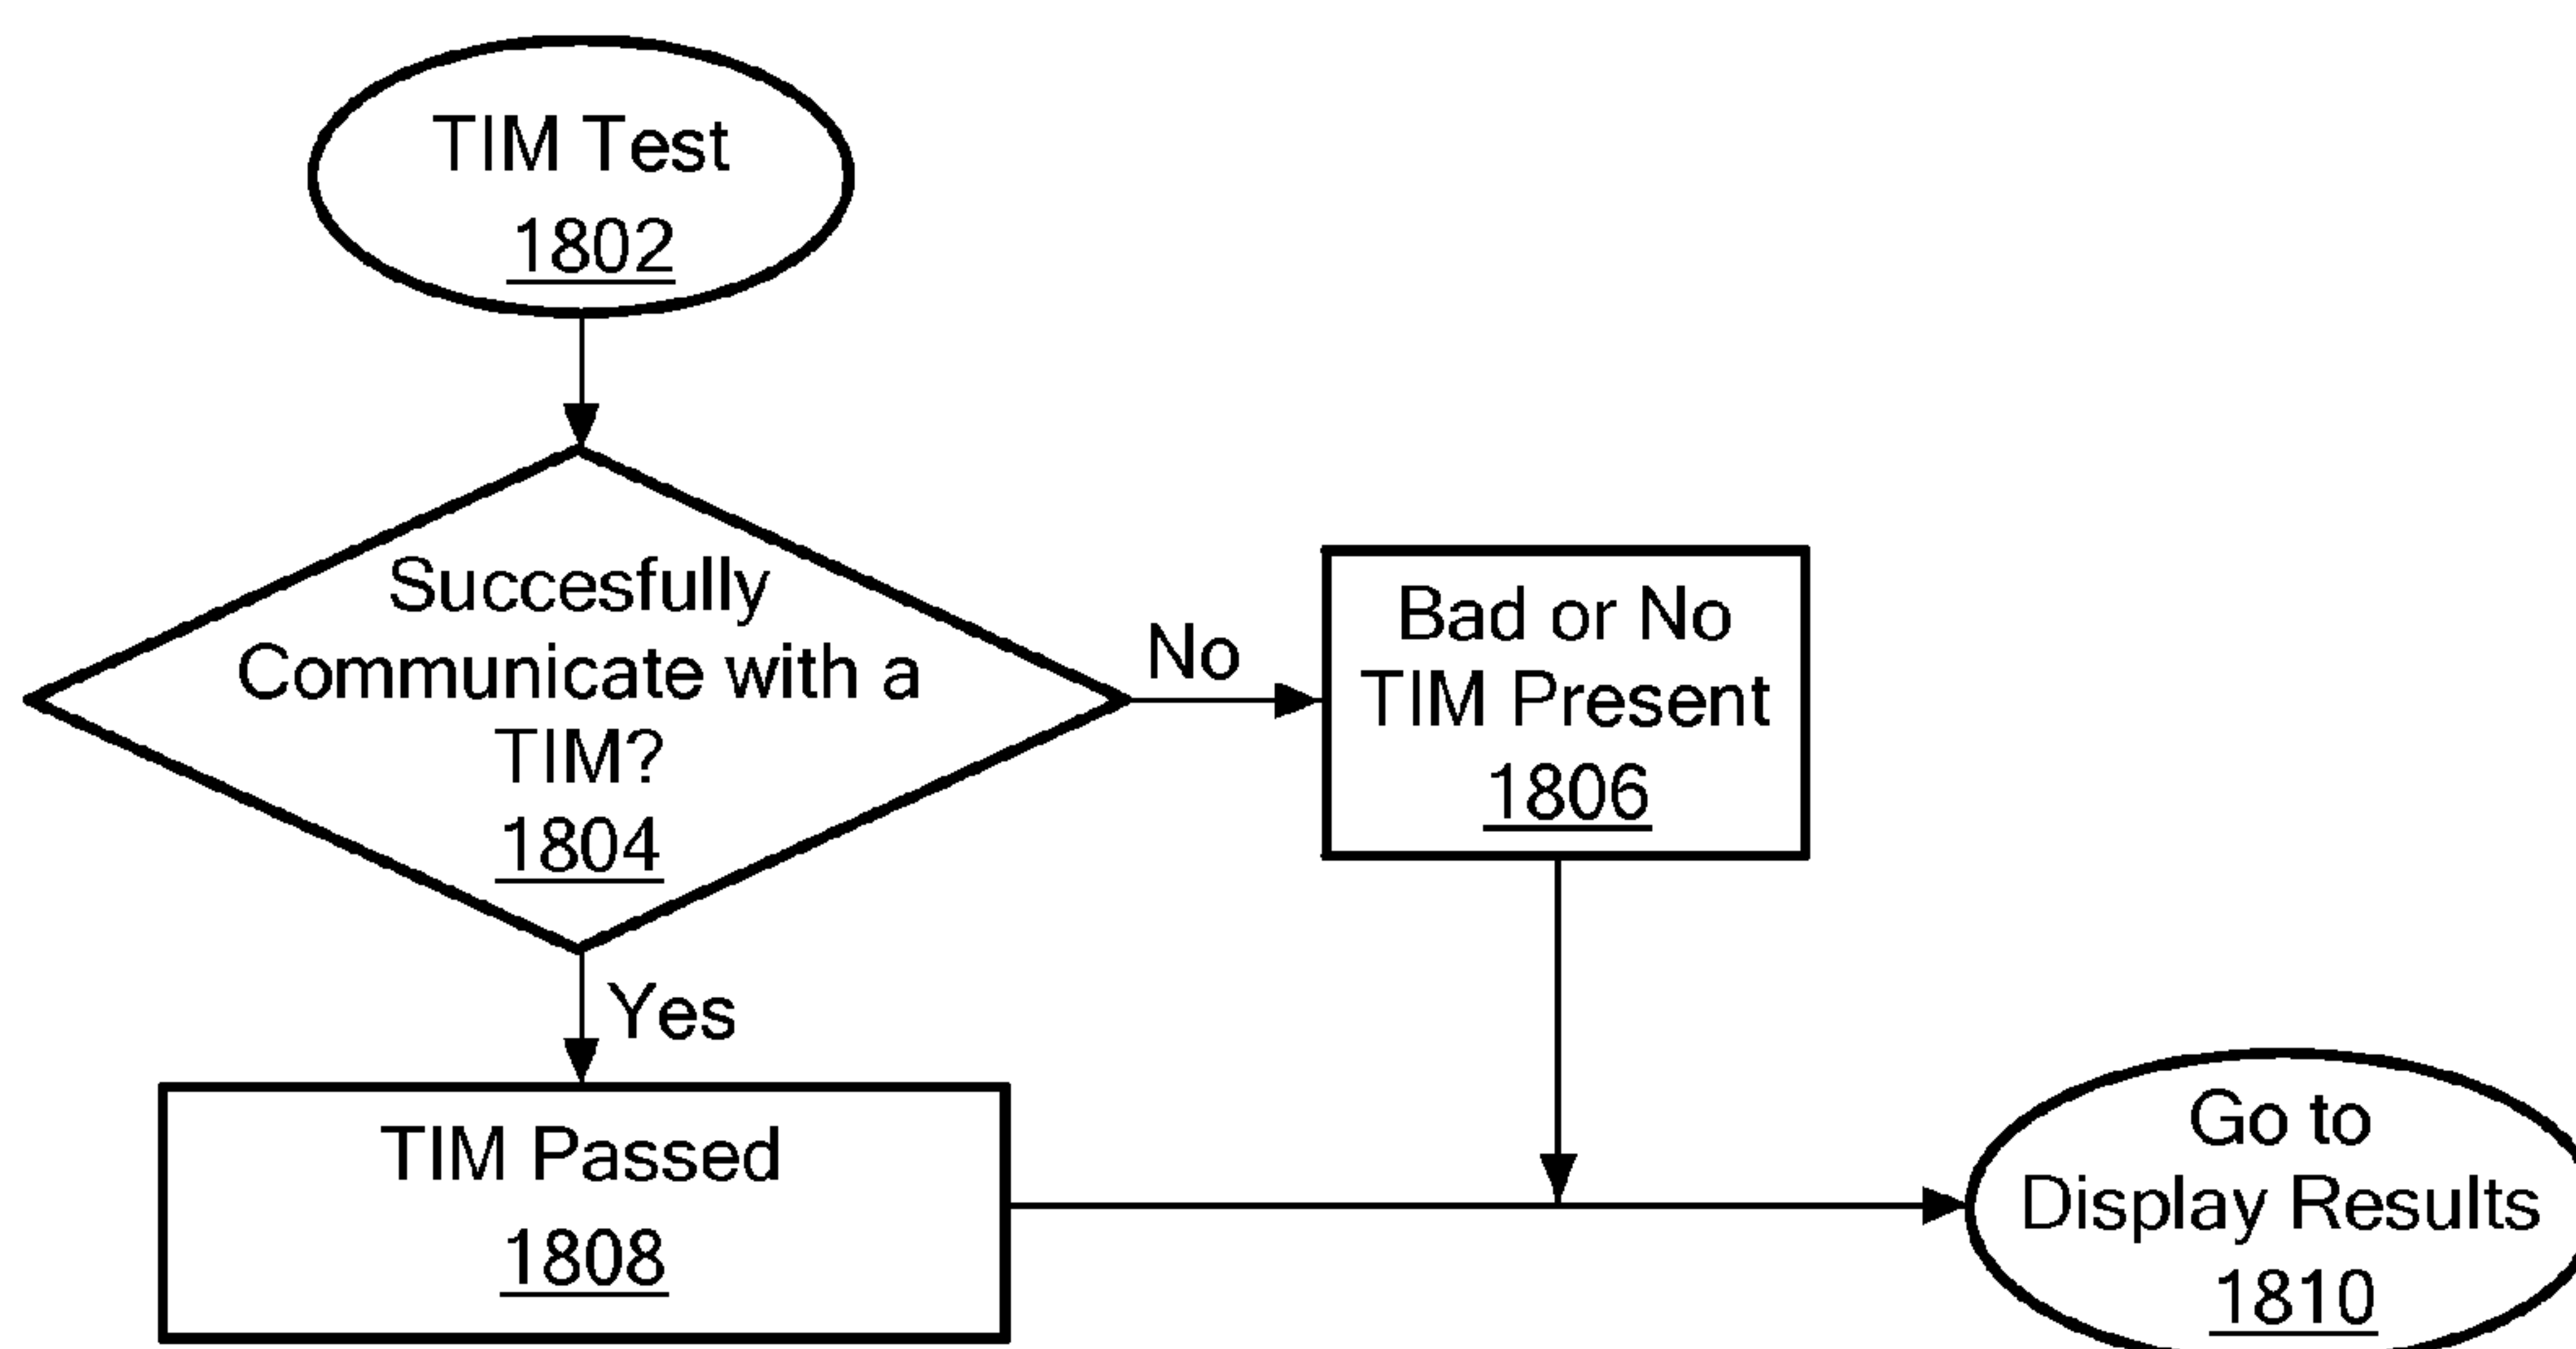 TIM Test
1802
Succesfully
Communicate with a
TIM?
1804
No
Bad or No
TIM Present
1806
Yes
TIM Passed
1808
Go to
Display Results
1810